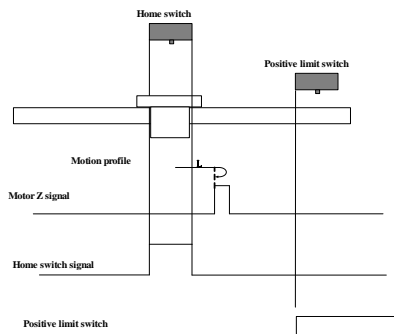 Home switch
Positive limit switch
Motion profile
L
Motor Z signal
Home switch signal
Positive limit switch